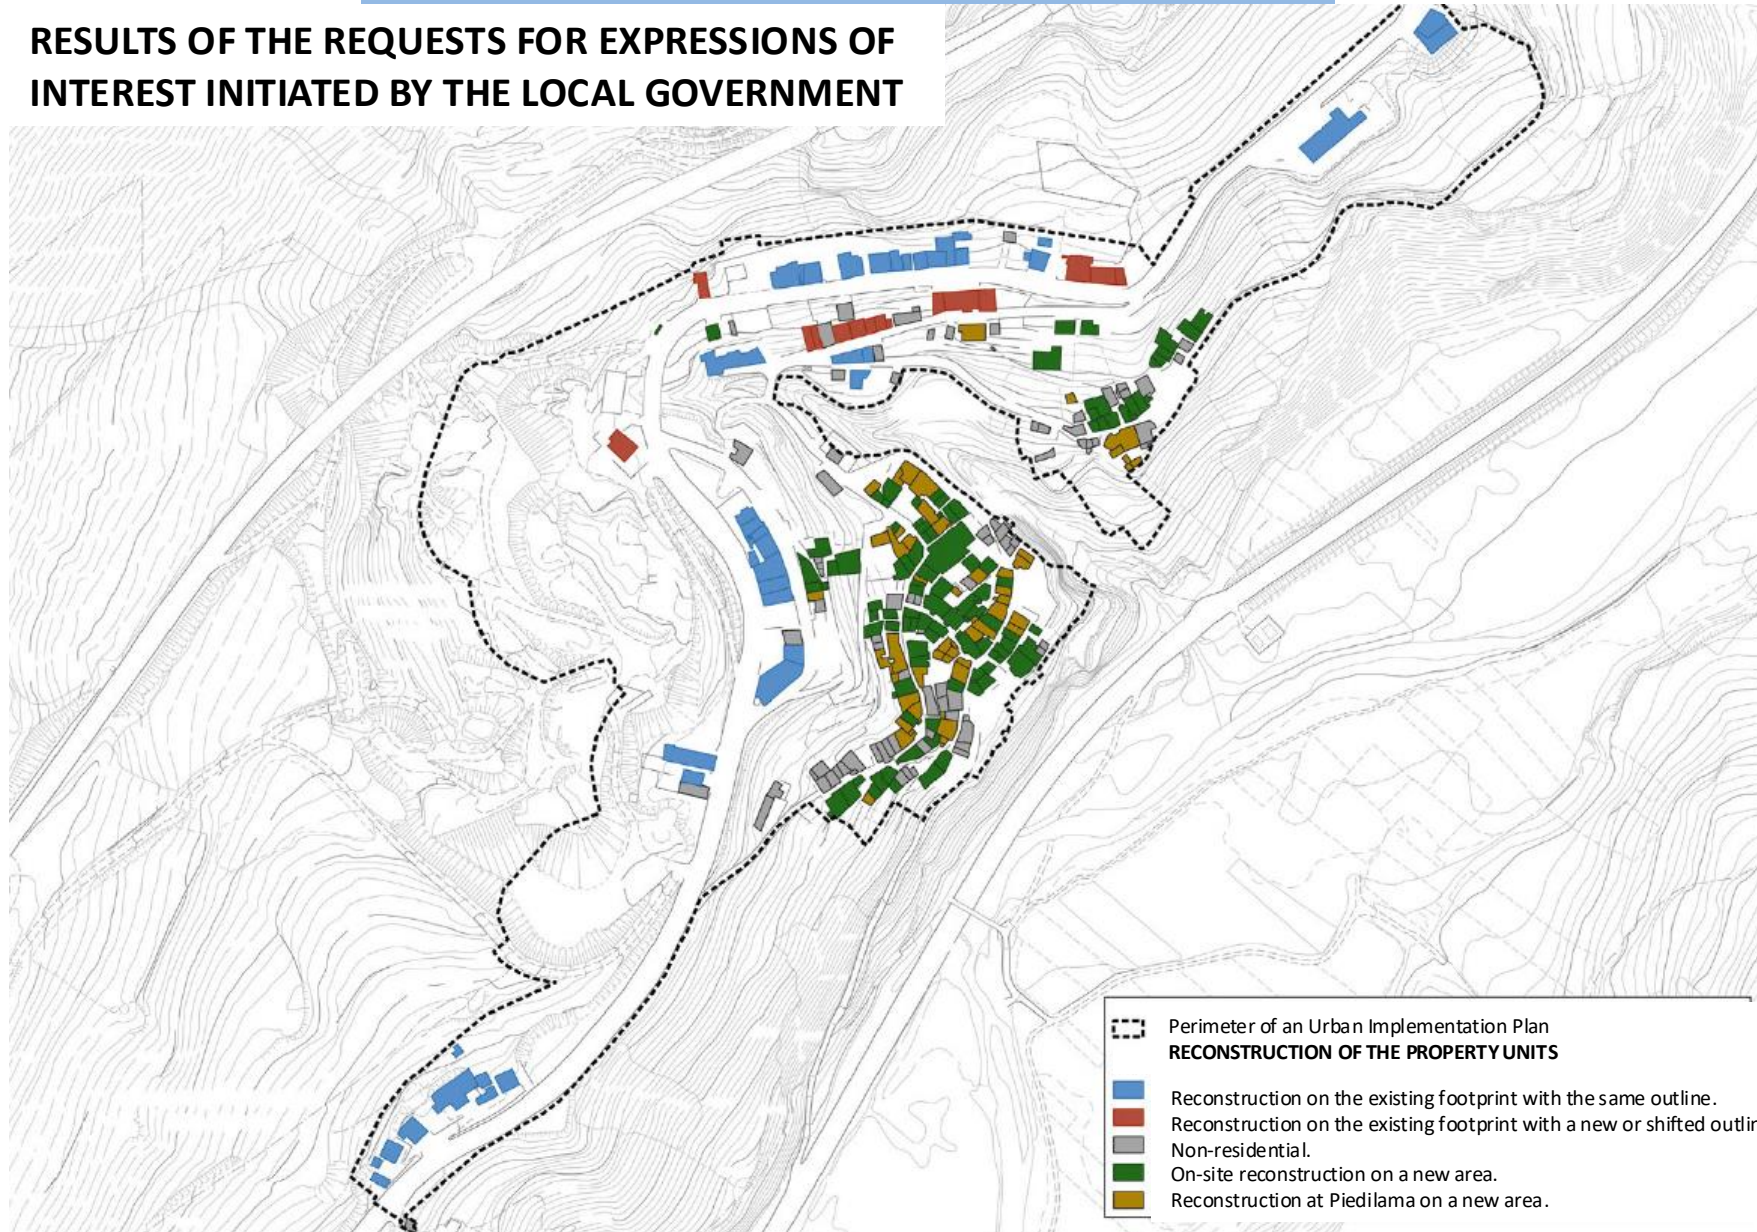 RESULTS OF THE REQUESTS FOR EXPRESSIONS OF
INTEREST INITIATED BY THE LOCAL GOVERNMENT
Perimeter of an Urban Implementation Plan
RECONSTRUCTION OF THE PROPERTY UNITS
Reconstruction on the existing footprint with the same outline.
Reconstruction on the existing footprint with a new or shifted
Non-residential.
On-site reconstruction on a new area.
Reconstruction at Piedilama on a new area.